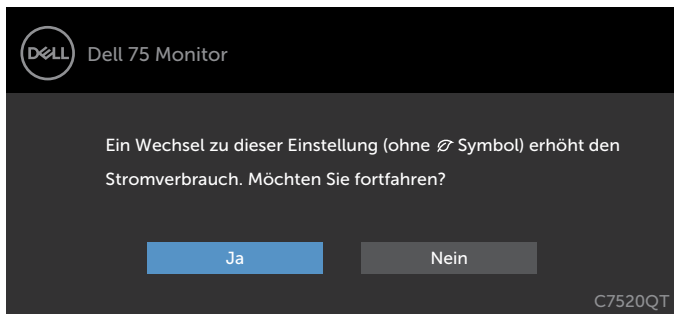 DELL Dell 75 Monitor
Ein Wechsel zu dieser Einstellung (ohne Symbol) erhöht den
Stromverbrauch. Möchten Sie fortfahren?
Ja Nein
C7520QT